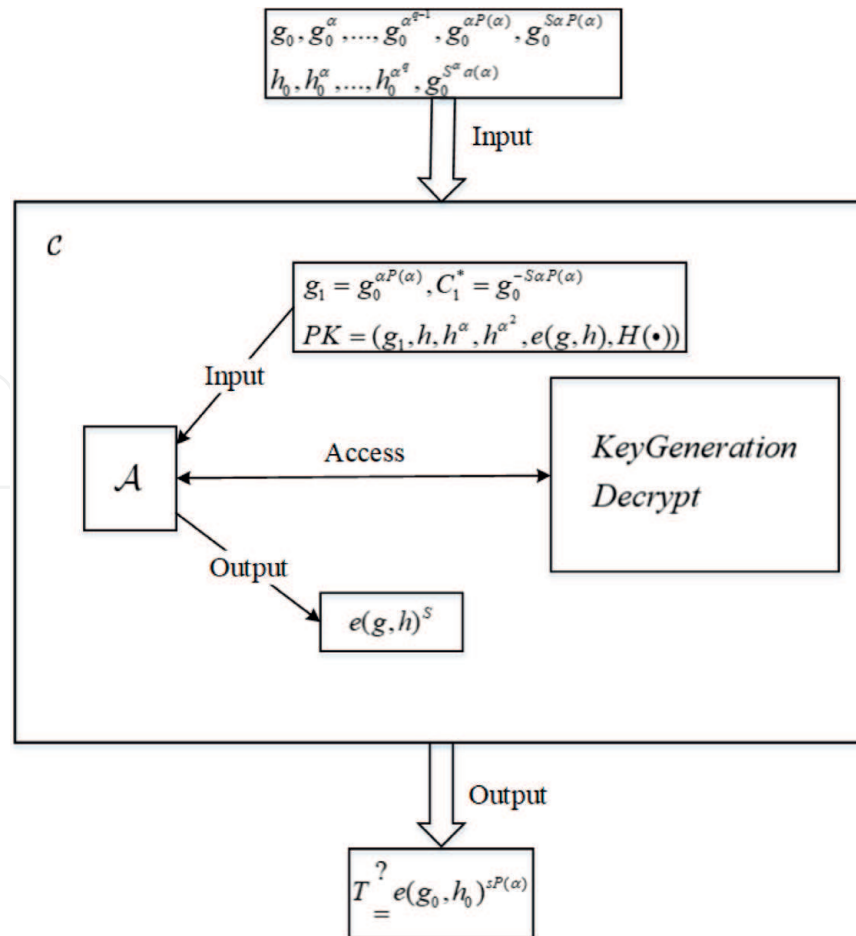 g_0, g_0^α, ..., g_0^{α^{q-1}}, g_0^{αP(α)}, g_0^{SαP(α)}
h_0, h_0^α, ..., h_0^{α^q}, g_0^{S^α a(α)}
Input
𝒞
g_1 = g_0^{αP(α)}, C_1^* = g_0^{-SαP(α)}
PK = (g_1, h, h^α, h^{α^2}, e(g,h), H(•))
Input
𝒜
Access
KeyGeneration
Decrypt
Output
e(g,h)^S
Output
T ?= e(g_0, h_0)^{sP(α)}